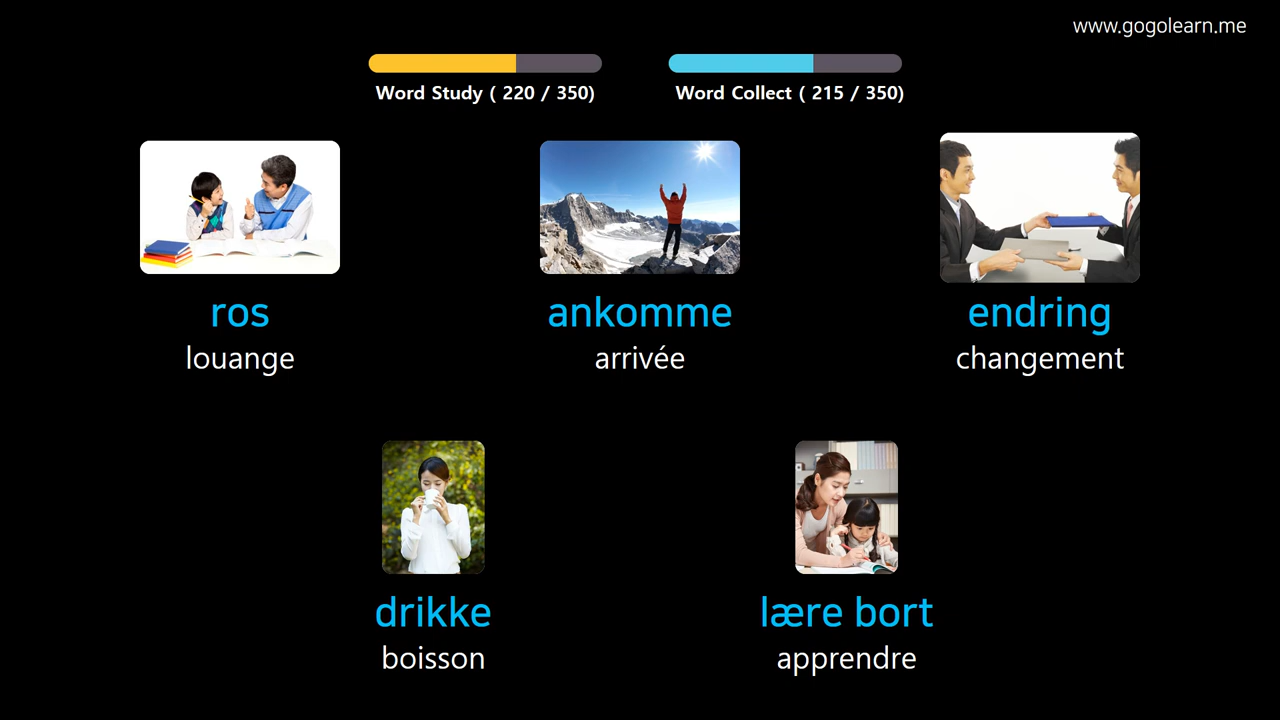 www.gogolearn.me
Word Study ( 220 / 350)
Word Collect ( 215 / 350)
ros
louange
ankomme
arrivée
endring
changement
drikke
boisson
lære bort
apprendre